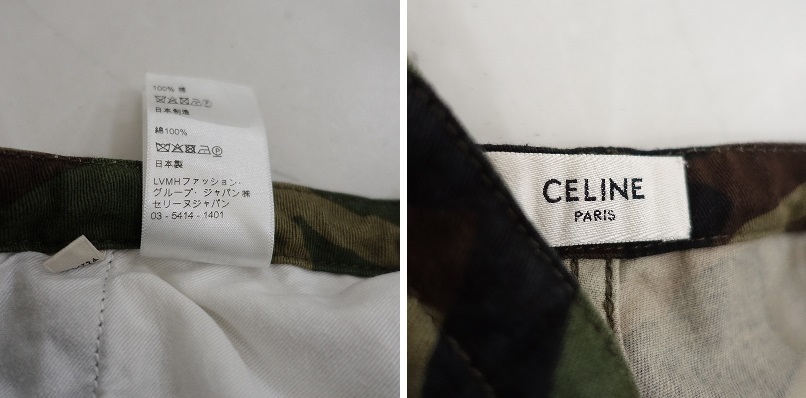 100% 棉
日本制造
綿100%
日本製
LVMHファッション・
グループ・ジャパン㈱
セリーヌジャパン
03 - 5414 - 1401
CELINE
PARIS